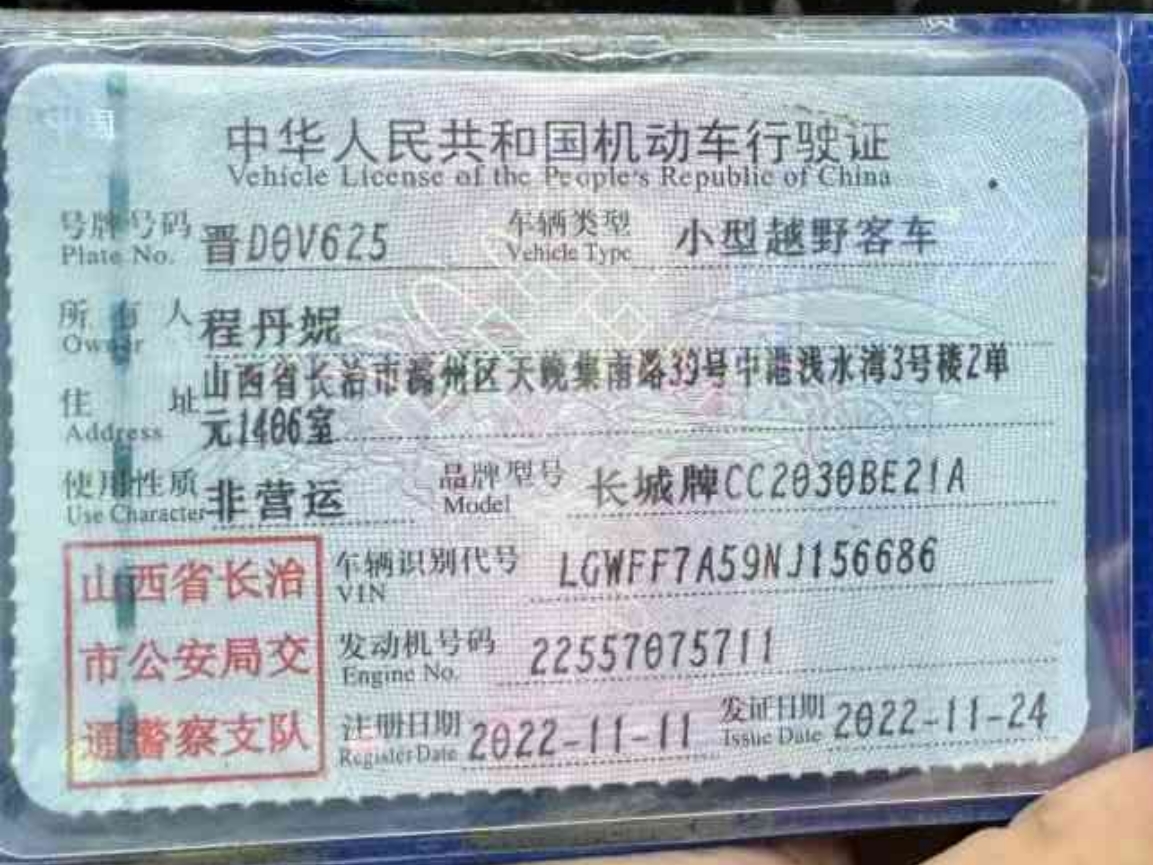 中华人民共和国机动车行驶证
Vehicle License of the People's Republic of China
号牌号码 晋D0V625 车辆类型 小型越野客车
Plate No. Vehicle Type
所有人 程丹妮
Owner
山西省长治市潞州区天晚集南路39号中港浅水湾3号楼2单
住址
Address 元1406室
使用性质 非营运 品牌型号 长城牌CC2030BE21A
Use Character Model
山西省长治
市公安局交
通警察支队
车辆识别代号 LGWFF7A59NJ156686
VIN
发动机号码 22557075711
Engine No.
注册日期 2022-11-11 发证日期 2022-11-24
Register Date Issue Date